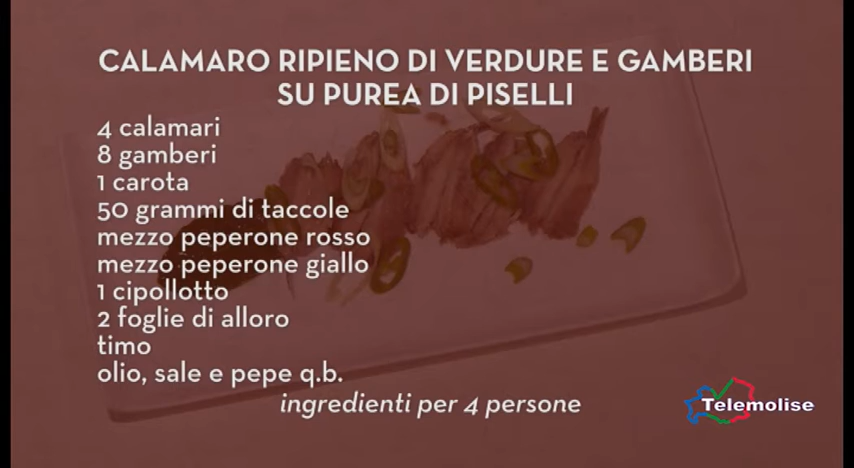 CALAMARO RIPIENO DI VERDURE E GAMBERI
SU PUREA DI PISELLI
4 calamari
8 gamberi
1 carota
50 grammi di taccole
mezzo peperone rosso
mezzo peperone giallo
1 cipollotto
2 foglie di alloro
timo
olio, sale e pepe q.b.
ingredienti per 4 persone
Telemolise